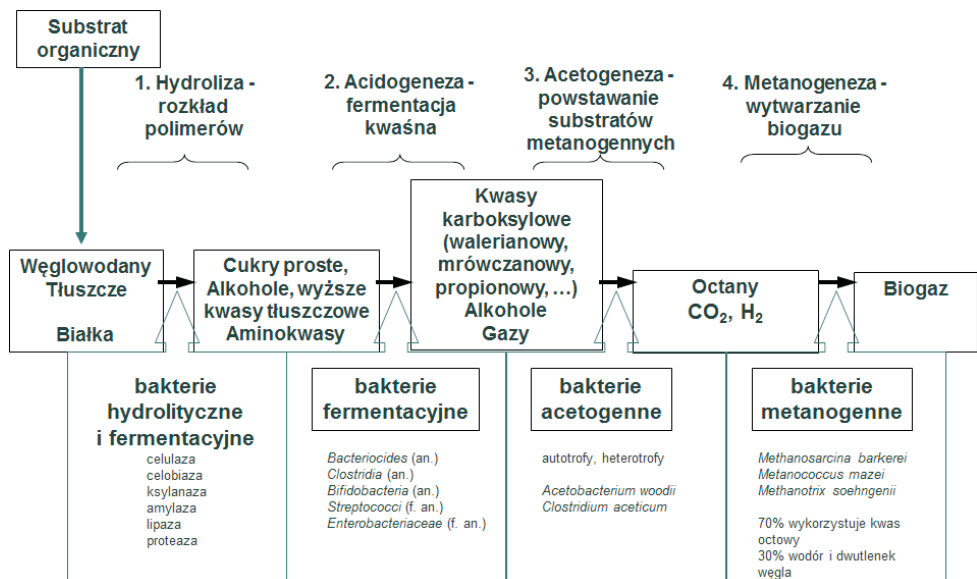 Substrat
organiczny
1. Hydroliza -
rozkład
polimerów
2. Acidogeneza -
fermentacja
kwaśna
3. Acetogeneza -
powstawanie
substratów
metanogennych
4. Metanogeneza -
wytwarzanie
biogazu
Węglowodany
Tłuszcze
Białka
Cukry proste,
Alkohole, wyższe
kwasy tłuszczowe
Aminokwasy
Kwasy
karboksylowe
(walerianowy,
mrówczanowy,
propionowy, ...)
Alkohole
Gazy
Octany
CO₂, H₂
Biogaz
bakterie
hydrolityczne
i fermentacyjne
celulaza
celobiaza
ksylanaza
amylaza
lipaza
proteaza
bakterie
fermentacyjne
Bacteriocides (an.)
Clostridia (an.)
Bifidobacteria (an.)
Streptococci (f. an.)
Enterobacteriaceae (f. an.)
bakterie
acetogenne
autotrofy, heterotrofy
Acetobacterium woodii
Clostridium aceticum
bakterie
metanogenne
Methanosarcina barkerei
Metanococcus mazei
Methanotrix soehngenii
70% wykorzystuje kwas
octowy
30% wodór i dwutlenek
węgla